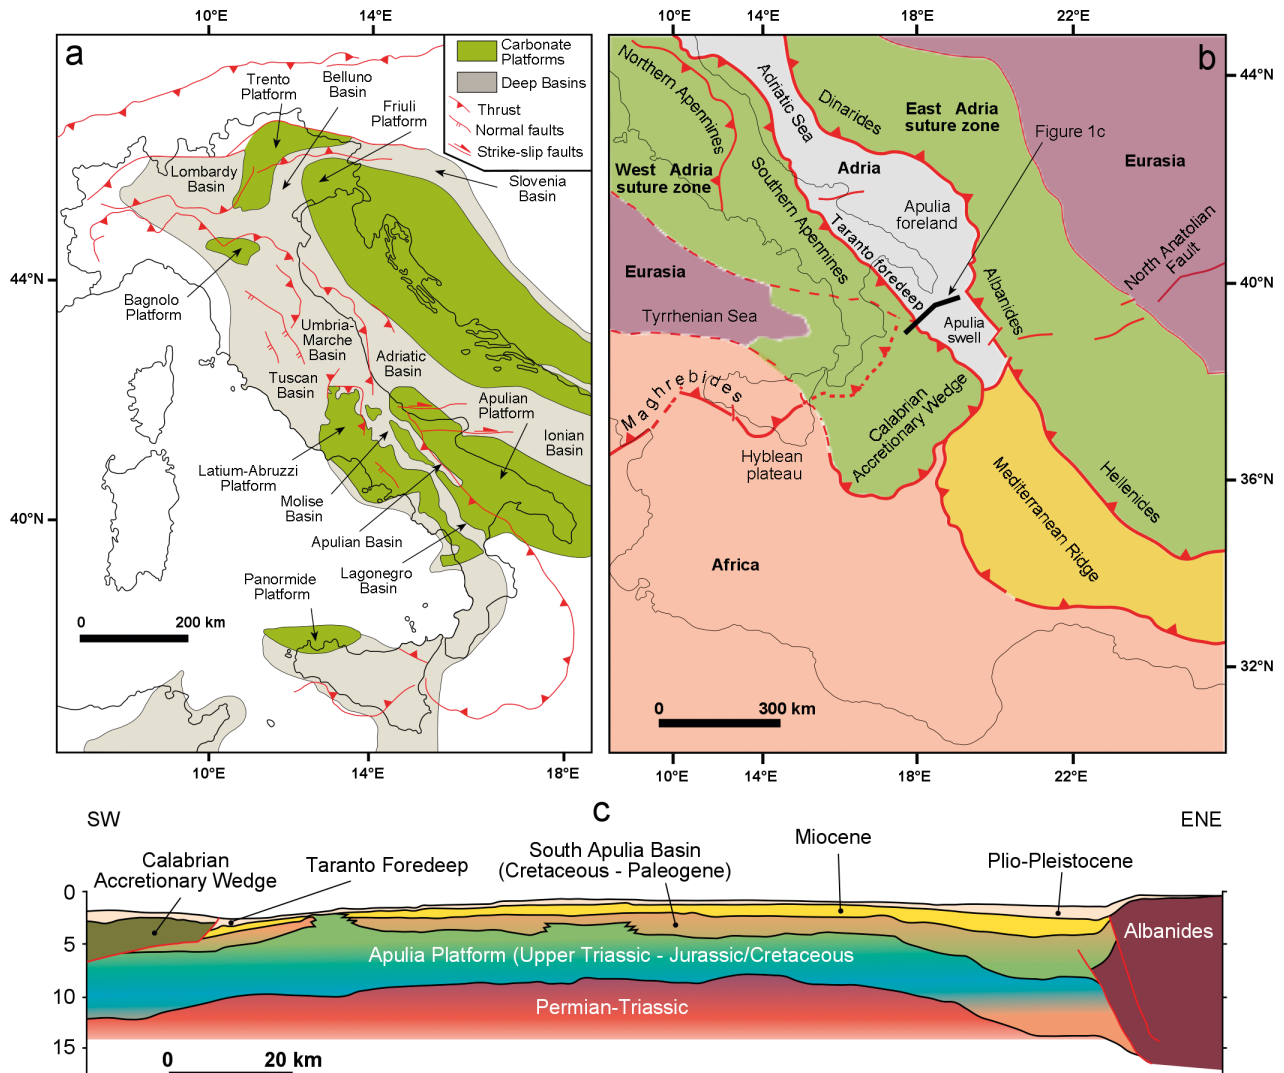 10°E
14°E
a
Carbonate
Platforms
Deep Basins
Thrust
Normal faults
Strike-slip faults
Trento
Platform
Belluno
Basin
Friuli
Platform
Lombardy
Basin
Slovenia
Basin
44°N
Bagnolo
Platform
Umbria-
Marche
Basin
Adriatic
Basin
Tuscan
Basin
Apulian
Platform
Ionian
Basin
Latium-Abruzzi
Platform
Molise
Basin
40°N
Apulian Basin
Lagonegro
Basin
Panormide
Platform
0
200 km
10°E
14°E
18°E
10°E
14°E
18°E
22°E
b
Northern Apennines
Adriatic Sea
Dinarides
East Adria
suture zone
Figure 1c
44°N
Eurasia
West Adria
suture zone
Adria
Southern Apennines
Apulia
foreland
Taranto foredeep
North Anatolian
Fault
Eurasia
40°N
Albanides
Tyrrhenian Sea
Apulia
swell
Maghrebides
Calabrian
Accretionary Wedge
Hyblean
plateau
36°N
Hellenides
Mediterranean Ridge
Africa
32°N
0
300 km
10°E
14°E
18°E
22°E
c
SW
ENE
Calabrian
Accretionary Wedge
Taranto Foredeep
South Apulia Basin
(Cretaceous - Paleogene)
Miocene
Plio-Pleistocene
0
5
10
15
Albanides
Apulia Platform (Upper Triassic - Jurassic/Cretaceous
Permian-Triassic
0
20 km